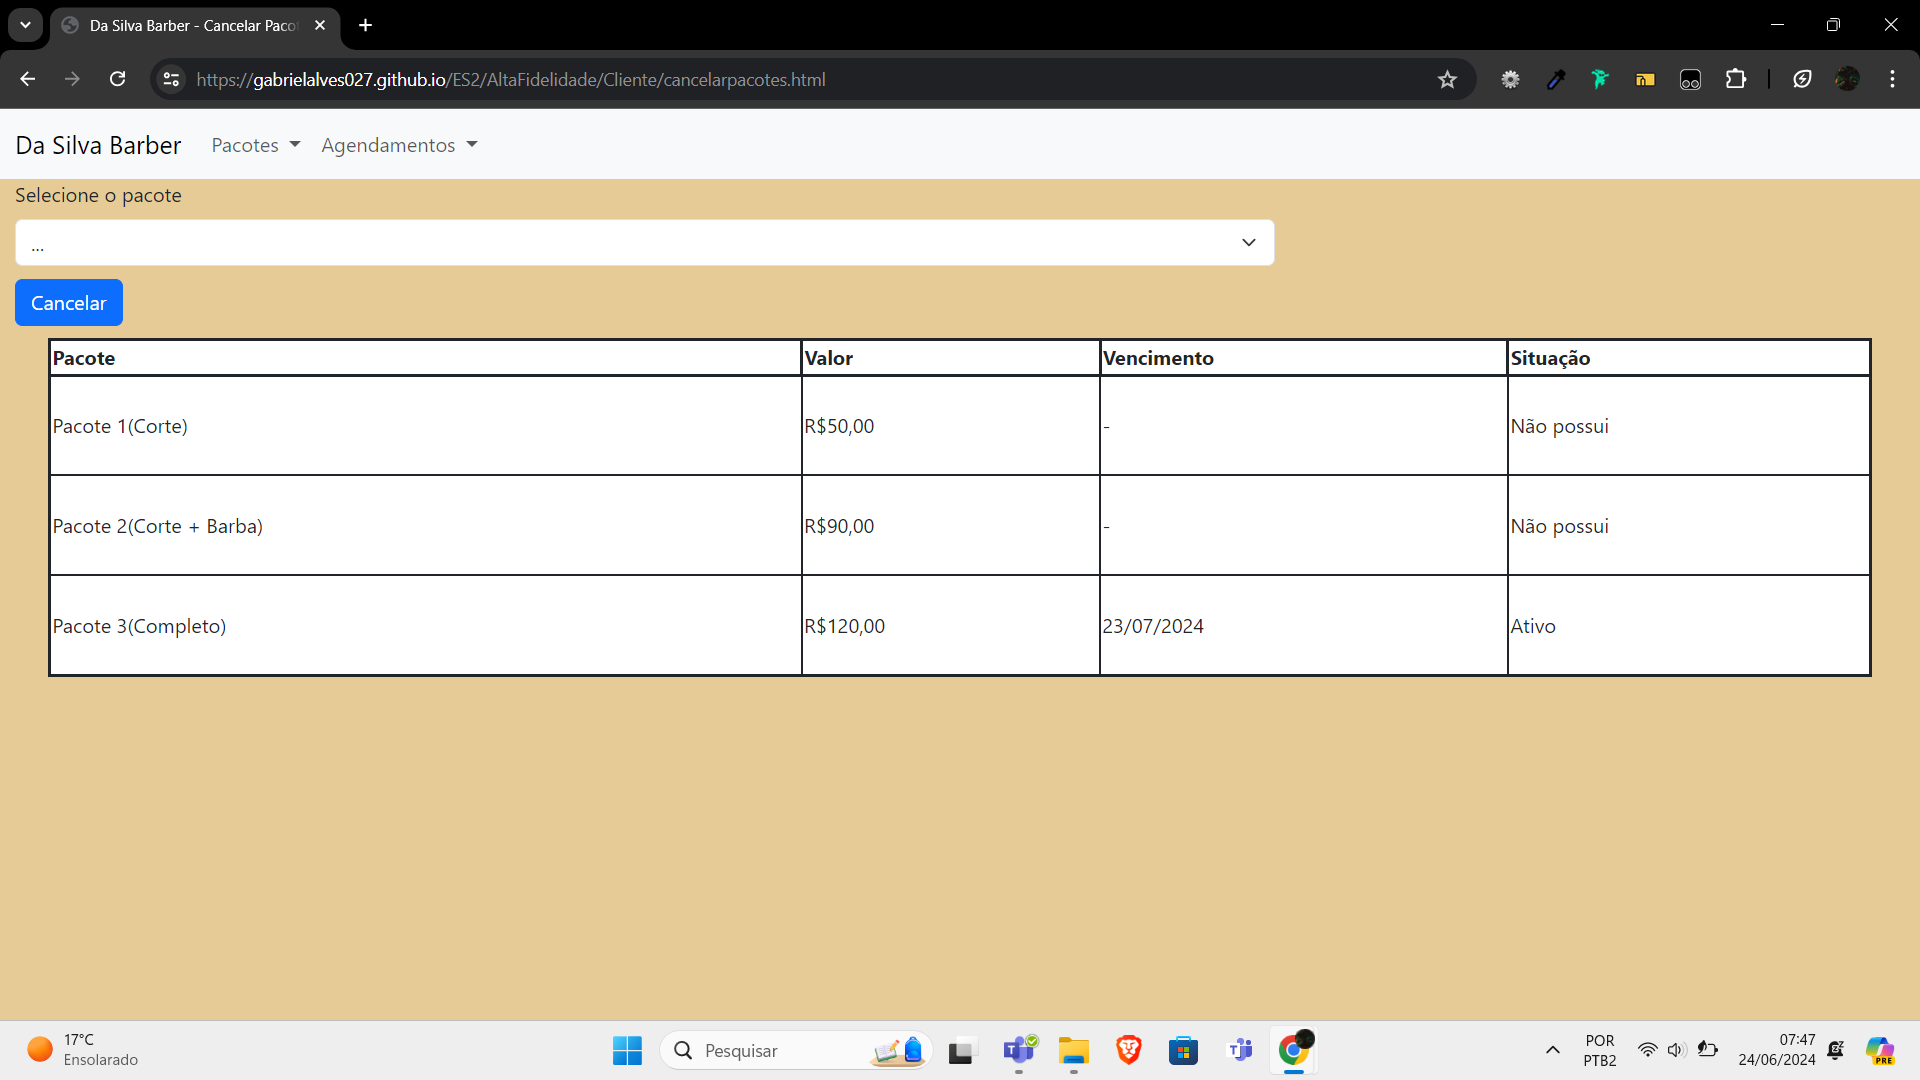 Da Silva Barber - Cancelar Paco
https://gabrielalves027.github.io/ES2/AltaFidelidade/Cliente/cancelarpacotes.html
Da Silva Barber Pacotes Agendamentos
Selecione o pacote
...
Cancelar
Pacote Valor Vencimento Situação
Pacote 1(Corte) R$50,00 - Não possui
Pacote 2(Corte + Barba) R$90,00 - Não possui
Pacote 3(Completo) R$120,00 23/07/2024 Ativo
17°C
Ensolarado
Pesquisar
POR
PTB2
07:47
24/06/2024
PRE